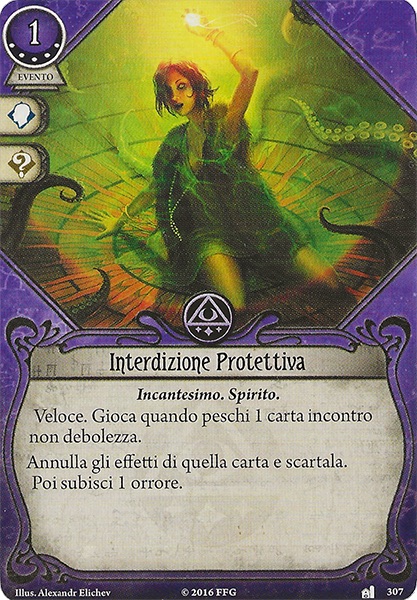 1
EVENTO
Interdizione Protettiva
Incantesimo. Spirito.
Veloce. Gioca quando peschi 1 carta incontro
non debolezza.
Annulla gli effetti di quella carta e scartala.
Poi subisci 1 orrore.
Illus. Alexandr Elichev
© 2016 FFG
307